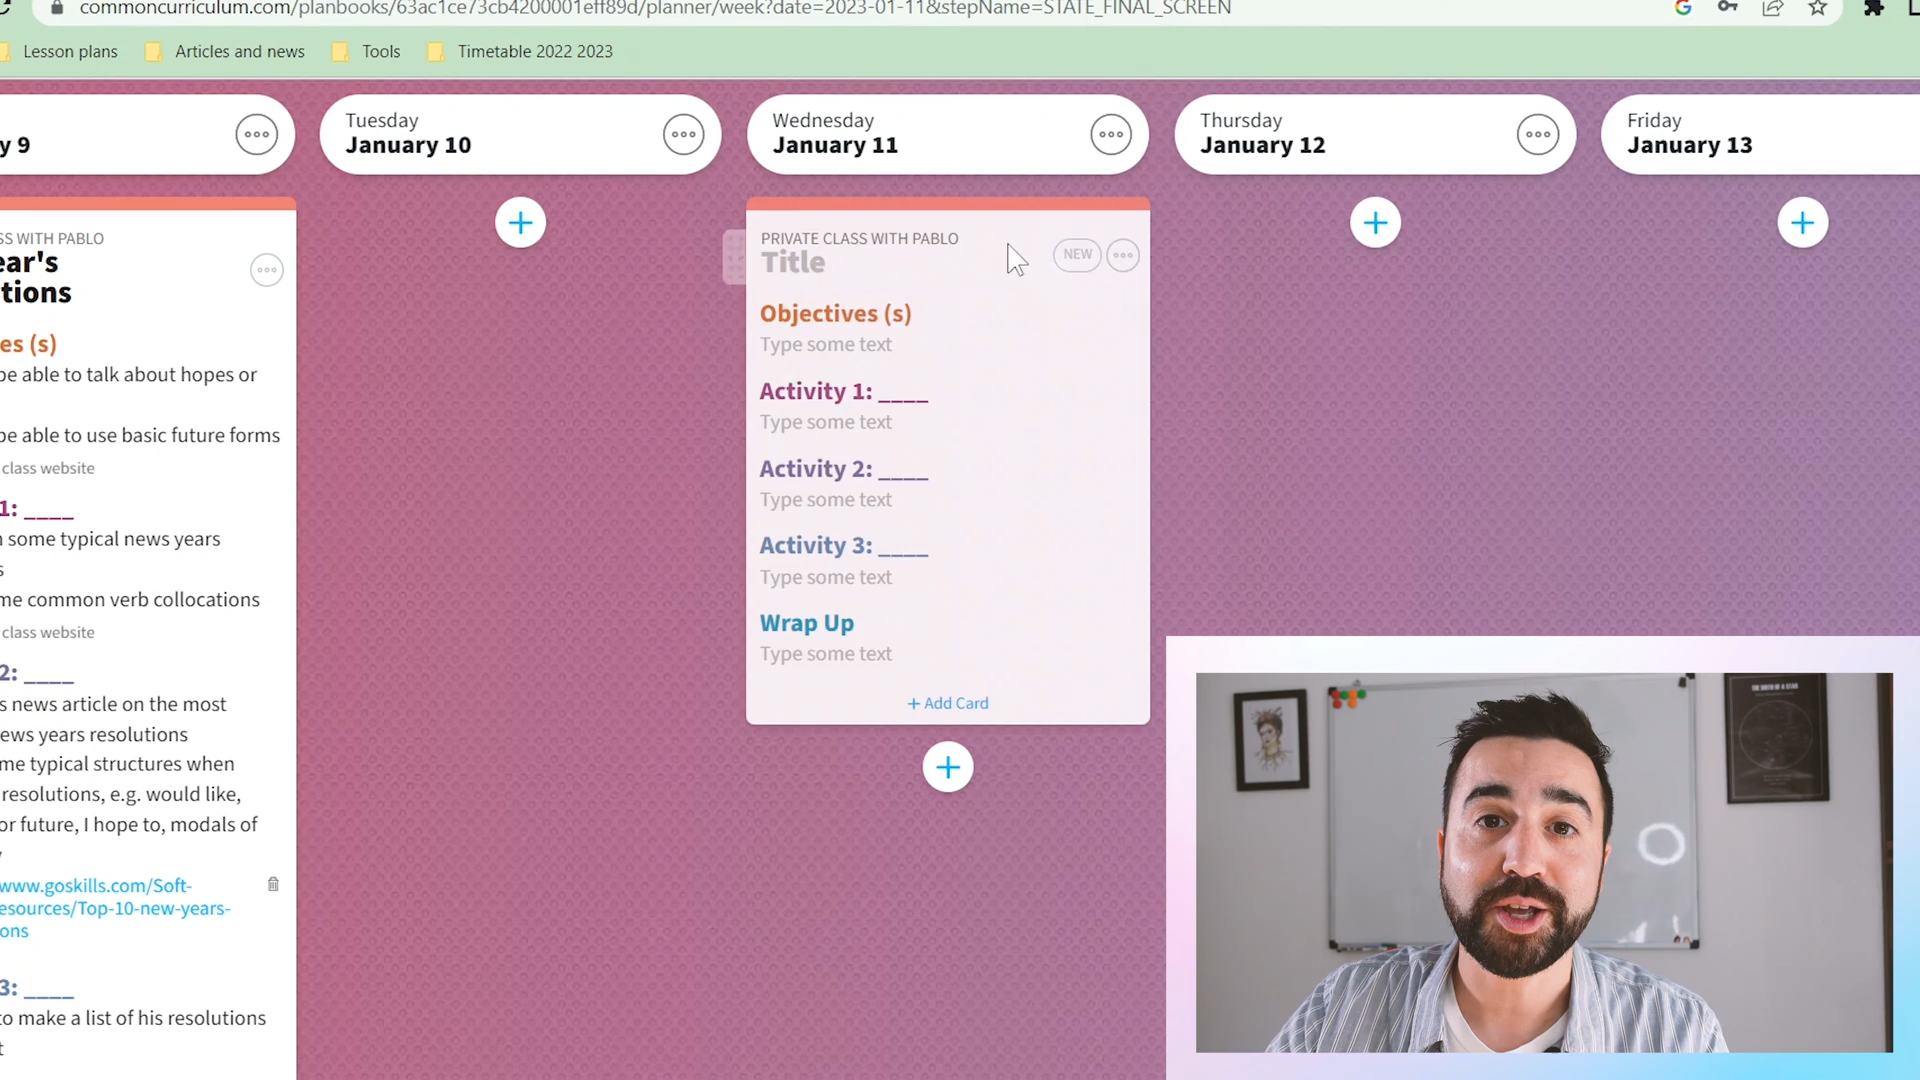 commoncurriculum.com/planbooks/63ac1ce73cb4200001eff89d/planner/week?date=2023-01-11&stepName=STATE_FINAL_SCREEN
Lesson plans
Articles and news
Tools
Timetable 2022 2023
y 9
Tuesday
January 10
Wednesday
January 11
Thursday
January 12
Friday
January 13
SS WITH PABLO
ear's
tions
es (s)
be able to talk about hopes or
be able to use basic future forms
class website
1: ____
n some typical news years
s
me common verb collocations
class website
2: ____
s news article on the most
ews years resolutions
me typical structures when
resolutions, e.g. would like,
or future, I hope to, modals of
y
www.goskills.com/Soft-
esources/Top-10-new-years-
ons
3: ____
to make a list of his resolutions
t
PRIVATE CLASS WITH PABLO
Title
NEW
Objectives (s)
Type some text
Activity 1: ____
Type some text
Activity 2: ____
Type some text
Activity 3: ____
Type some text
Wrap Up
Type some text
+ Add Card
THE BIRTH OF A STAR